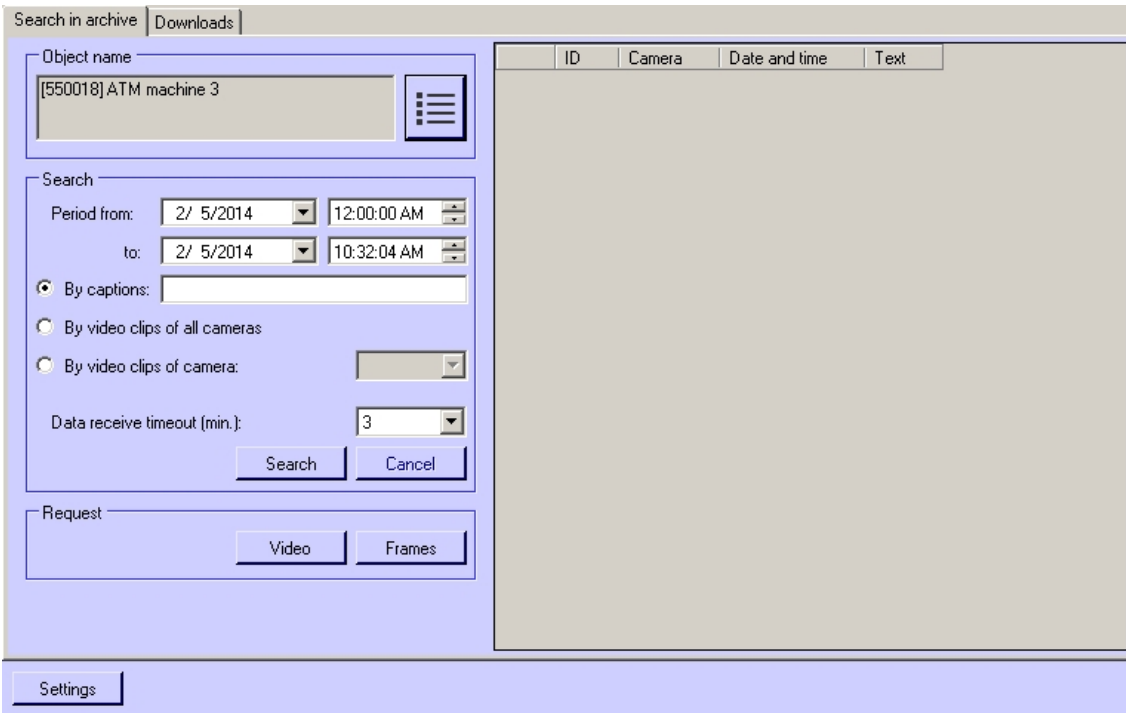 Search in archive Downloads
Object name
[550018] ATM machine 3
Search
Period from: 2/ 5/2014 12:00:00 AM
to: 2/ 5/2014 10:32:04 AM
By captions:
By video clips of all cameras
By video clips of camera:
Data receive timeout (min.): 3
Search Cancel
Request
Video Frames
ID Camera Date and time Text
Settings